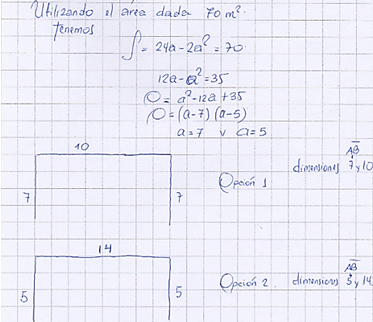 Utilizando el area dada 70 m².
Tenemos
S = 24a - 2a² = 70
12a - a² = 35
0 = a² - 12a + 35
0 = (a-7) (a-5)
a = 7 v a = 5
10
7
7
Opción 1
dimensiones 7 y 10
AB
14
5
5
Opción 2.
dimensiones 5 y 14
AB